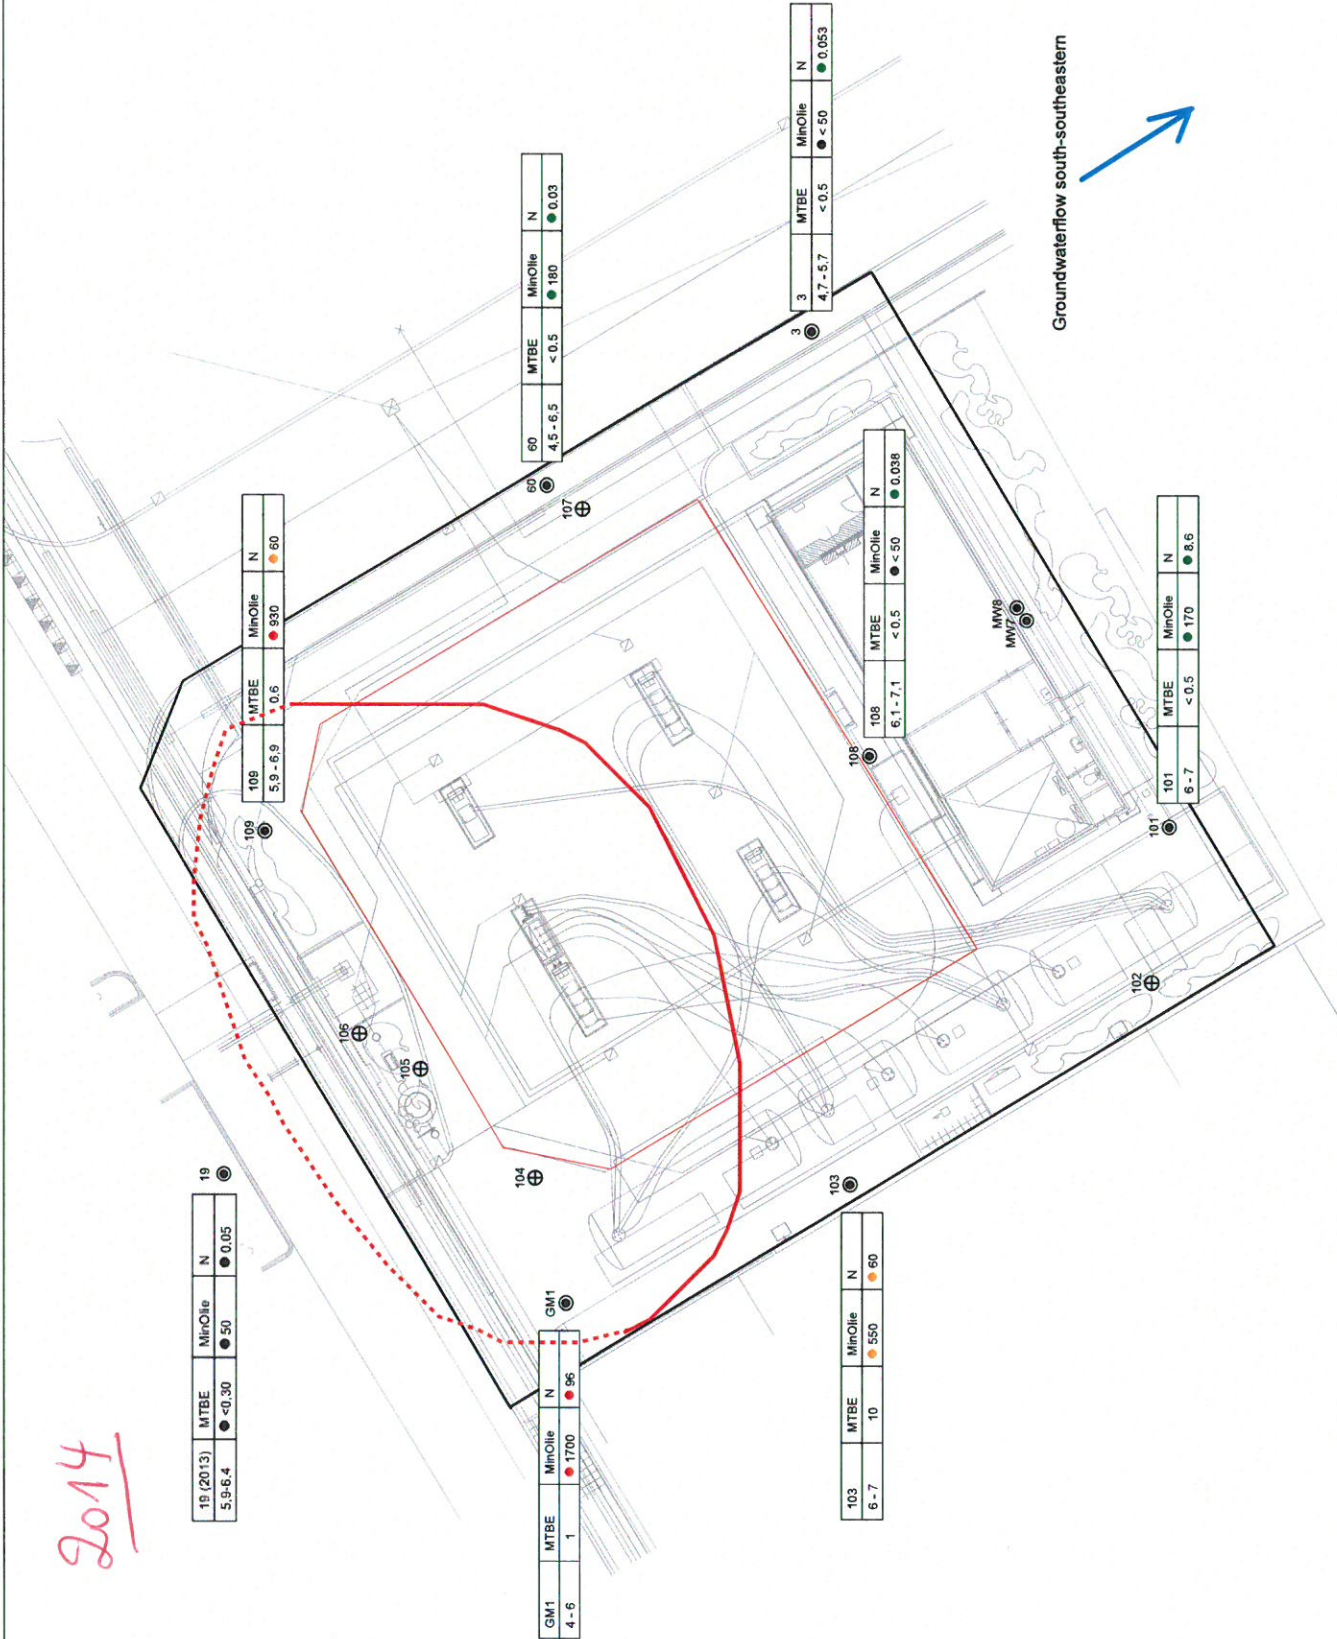 2014
19 (2013) MTBE MinOlie N
5.9-6.4 <0.30 50 0.05
19
109 MTBE MinOlie N
5,9 - 6,9 0.6 930 60
109
60 MTBE MinOlie N
4,5 - 6,5 < 0.5 180 0.03
60
107
3 MTBE MinOlie N
4,7 - 5,7 < 0.5 < 50 0.053
3
Groundwaterflow south-southeastern
106
105
104
GM1
GM1 MTBE MinOlie N
4 - 6 1 1700 96
108 MTBE MinOlie N
6,1 - 7,1 < 0.5 < 50 0.038
108
MW8
MW7
103
103 MTBE MinOlie N
6 - 7 10 550 60
102
101
101 MTBE MinOlie N
6 - 7 < 0.5 170 8.6